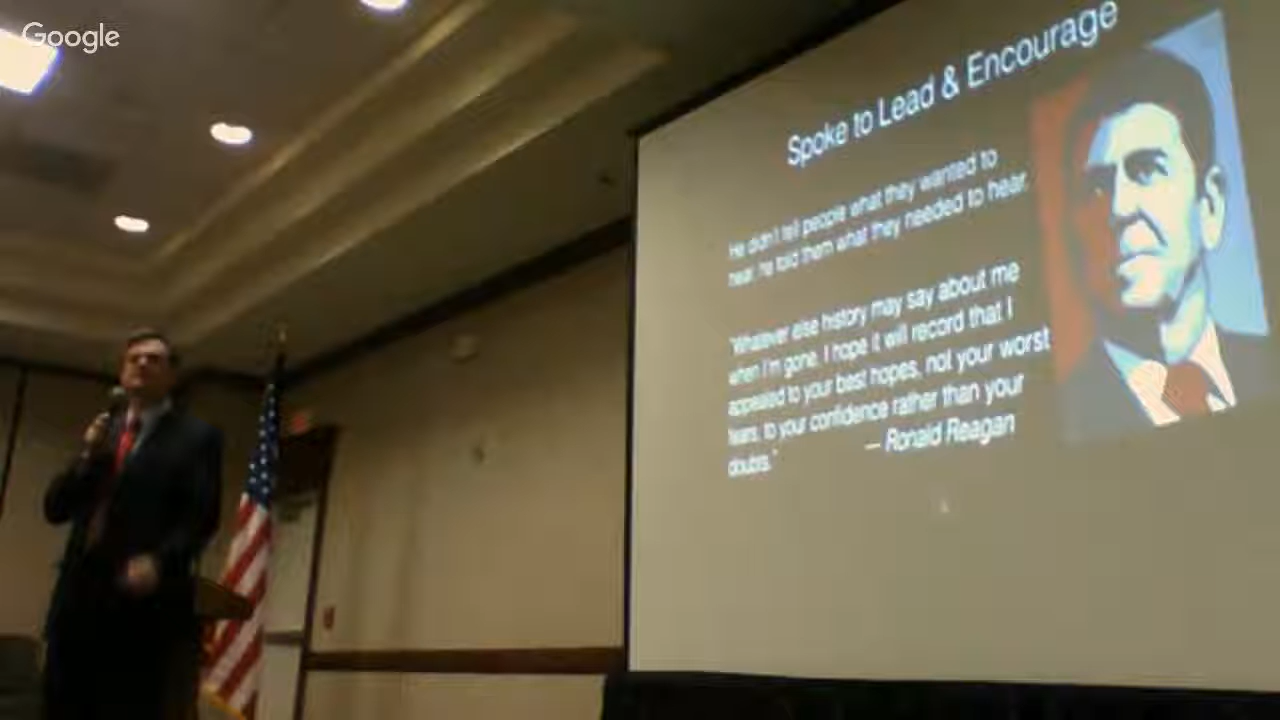 Google
Spoke to Lead & Encourage
He didn't tell people what they wanted to
hear, he told them what they needed to hear.
"Whatever else history may say about me
when I'm gone, I hope it will record that I
appealed to your best hopes, not your worst
fears, to your confidence rather than your
doubts."
— Ronald Reagan